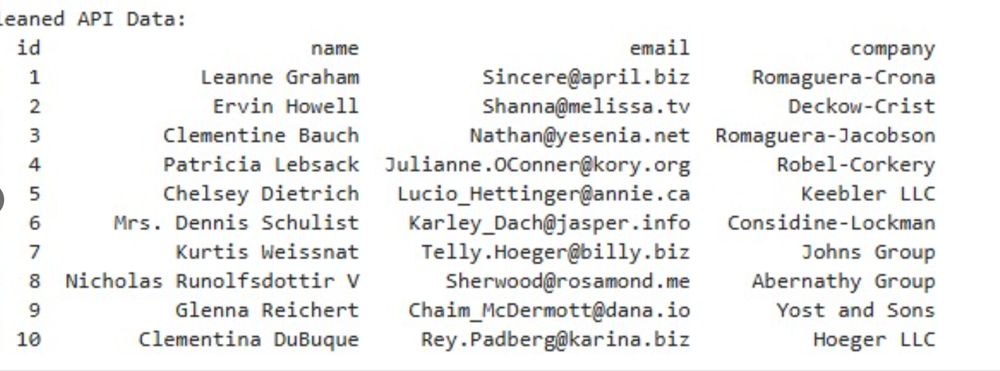 leaned API Data:
id name email company
1 Leanne Graham Sincere@april.biz Romaguera-Crona
2 Ervin Howell Shanna@melissa.tv Deckow-Crist
3 Clementine Bauch Nathan@yesenia.net Romaguera-Jacobson
4 Patricia Lebsack Julianne.OConner@kory.org Robel-Corkery
5 Chelsey Dietrich Lucio_Hettinger@annie.ca Keebler LLC
6 Mrs. Dennis Schulist Karley_Dach@jasper.info Considine-Lockman
7 Kurtis Weissnat Telly.Hoeger@billy.biz Johns Group
8 Nicholas Runolfsdottir V Sherwood@rosamond.me Abernathy Group
9 Glenna Reichert Chaim_McDermott@dana.io Yost and Sons
10 Clementina DuBuque Rey.Padberg@karina.biz Hoeger LLC